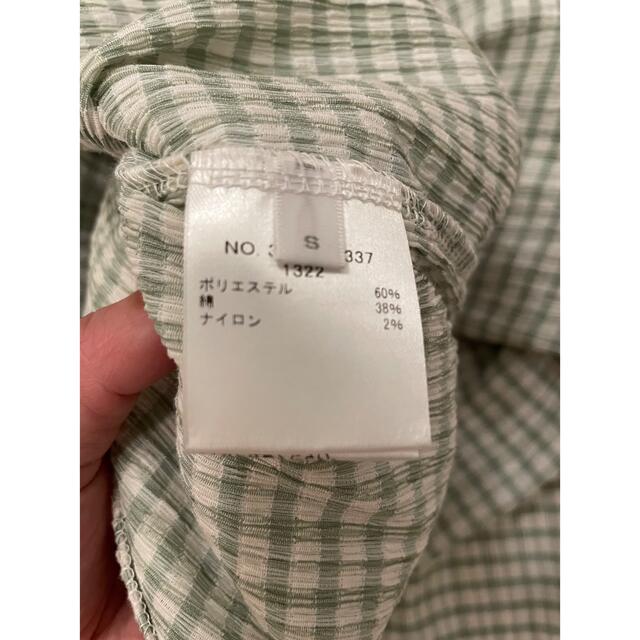 S
NO. 3 337
1322
ポリエステル 60%
綿 38%
ナイロン 2%